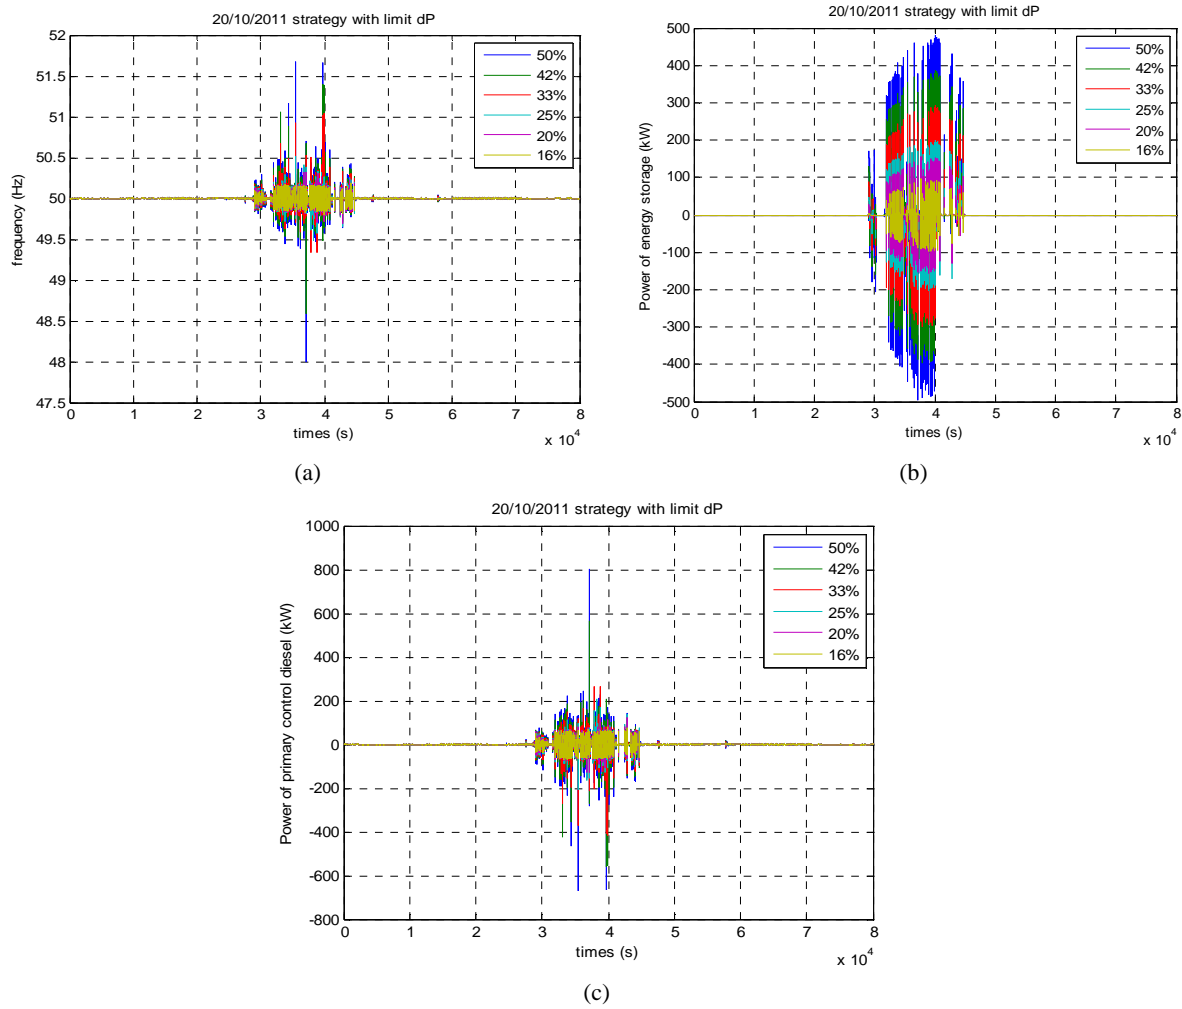 20/10/2011 strategy with limit dP
52
51.5
51
50.5
50
49.5
49
48.5
48
47.5
frequency (Hz)
0 1 2 3 4 5 6 7 8
times (s)
x 10^4
50%
42%
33%
25%
20%
16%
(a)
20/10/2011 strategy with limit dP
500
400
300
200
100
0
-100
-200
-300
-400
-500
Power of energy storage (kW)
0 1 2 3 4 5 6 7 8
times (s)
x 10^4
50%
42%
33%
25%
20%
16%
(b)
20/10/2011 strategy with limit dP
1000
800
600
400
200
0
-200
-400
-600
-800
Power of primary control diesel (kW)
0 1 2 3 4 5 6 7 8
times (s)
x 10^4
50%
42%
33%
25%
20%
16%
(c)